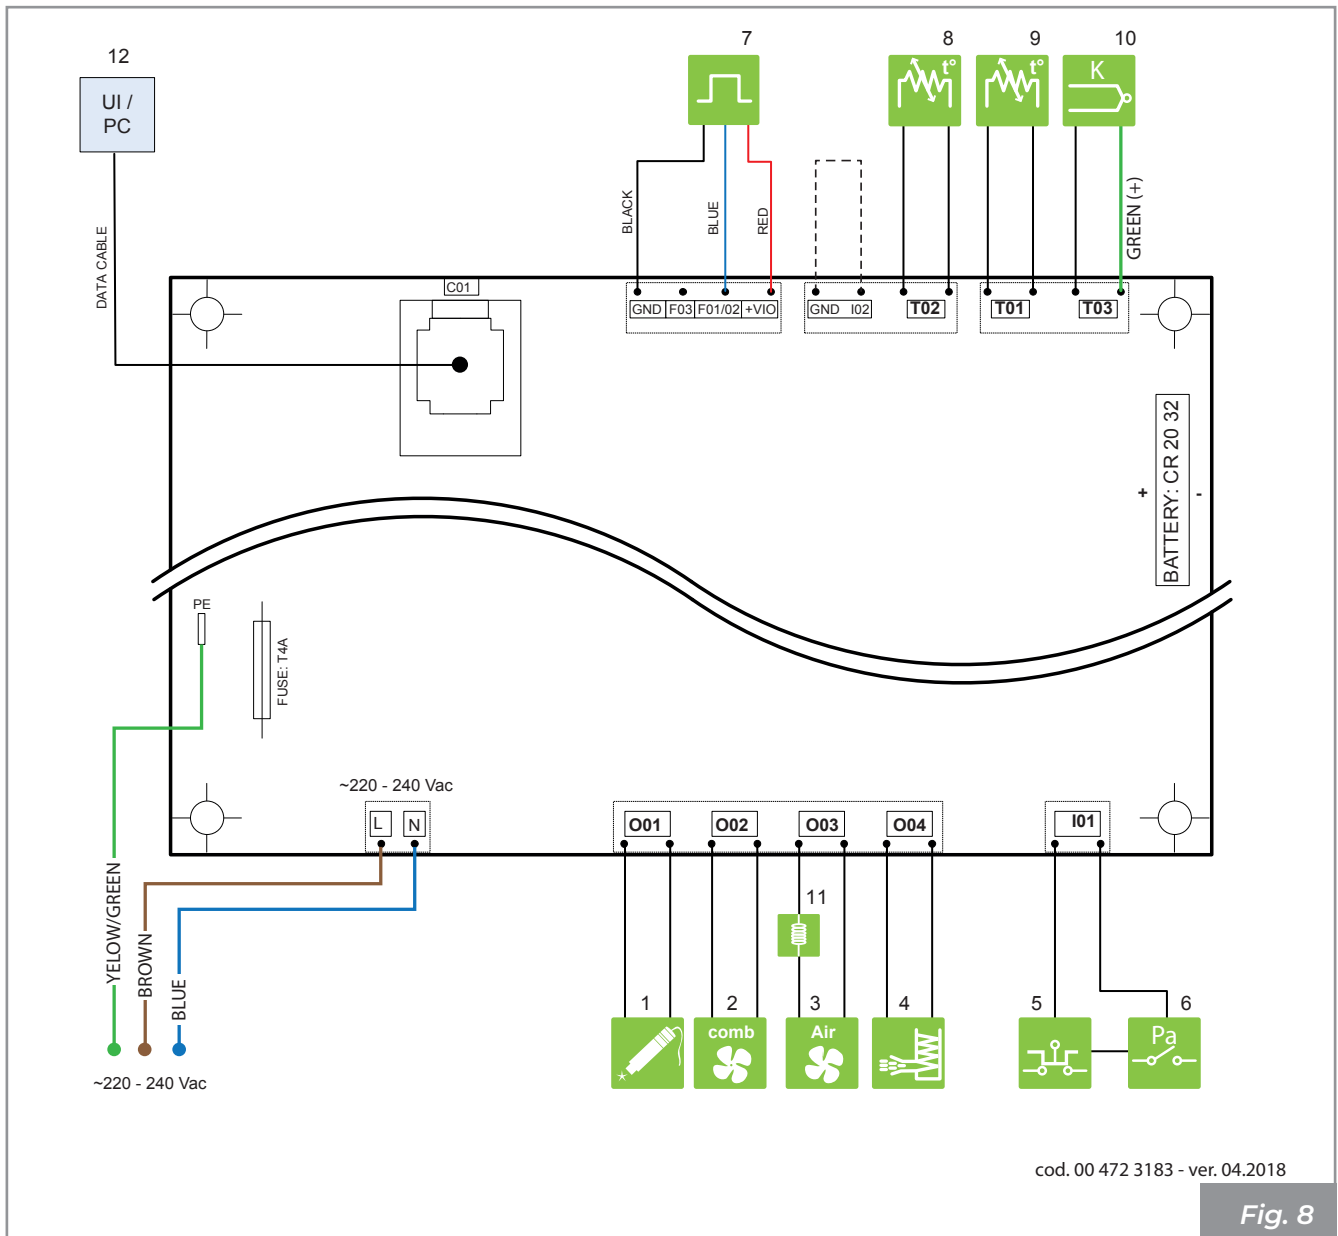 12
7
8
9
10
UI /
PC
t°
t°
K
DATA CABLE
BLACK
BLUE
RED
GREEN (+)
C01
GND F03 F01/02 +VIO
GND I02
T02
T01
T03
BATTERY: CR 20 32
+
-
PE
FUSE: T4A
~220 - 240 Vac
L
N
O01
O02
O03
O04
I01
YELOW/GREEN
BROWN
BLUE
11
1
2
3
4
5
6
comb
Air
Pa
~220 - 240 Vac
cod. 00 472 3183 - ver. 04.2018
Fig. 8